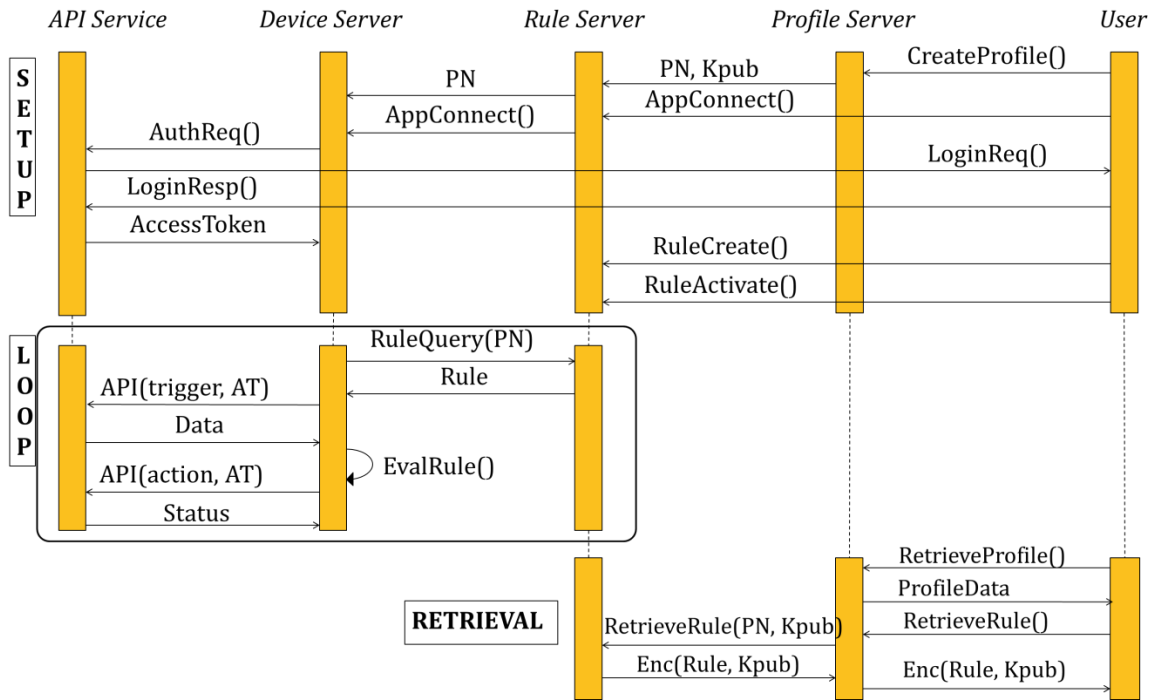 API Service
Device Server
Rule Server
Profile Server
User
SETUP
CreateProfile()
PN, Kpub
PN
AppConnect()
AppConnect()
AuthReq()
LoginReq()
LoginResp()
AccessToken
RuleCreate()
RuleActivate()
LOOP
RuleQuery(PN)
Rule
API(trigger, AT)
Data
EvalRule()
API(action, AT)
Status
RETRIEVAL
RetrieveProfile()
ProfileData
RetrieveRule()
RetrieveRule(PN, Kpub)
Enc(Rule, Kpub)
Enc(Rule, Kpub)